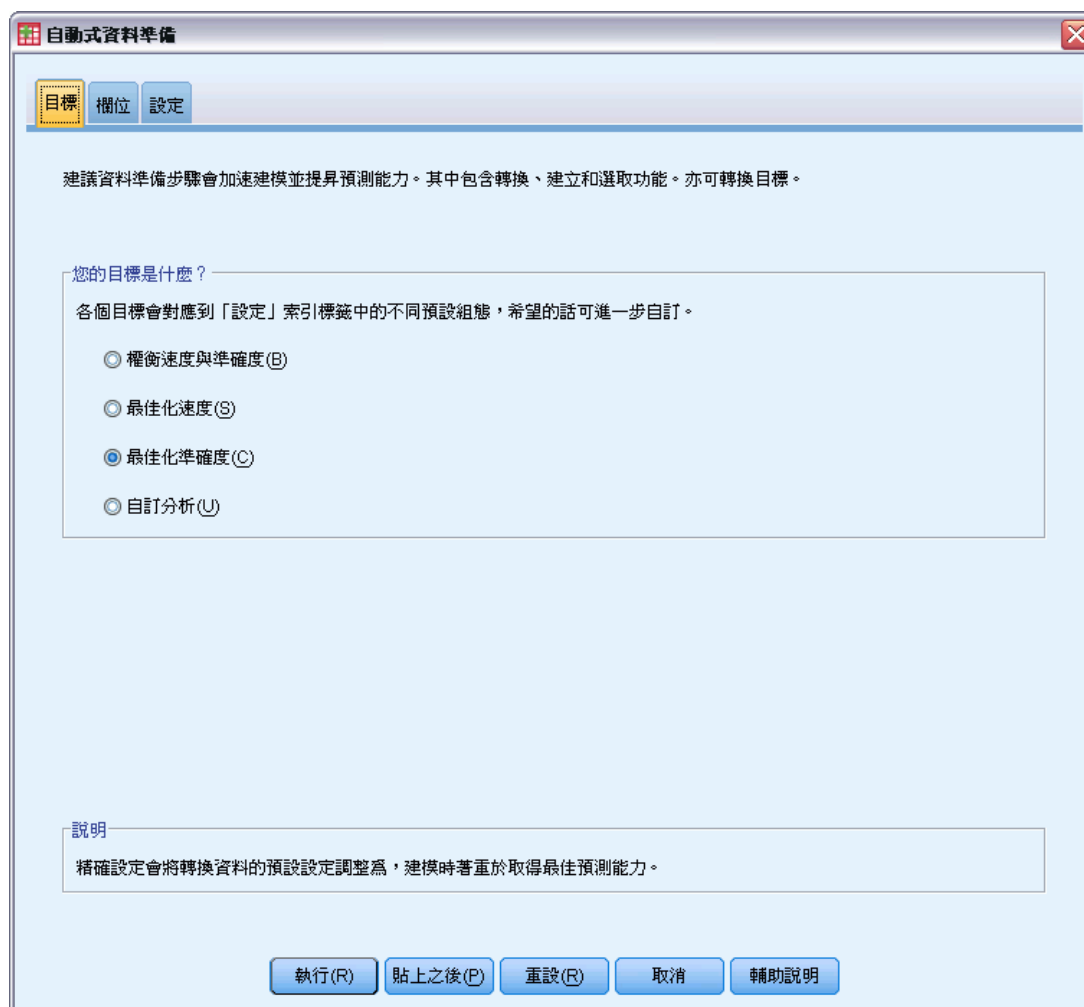 自動式資料準備
目標 欄位 設定
建議資料準備步驟會加速建模並提昇預測能力。其中包含轉換、建立和選取功能。亦可轉換目標。
您的目標是什麼？
各個目標會對應到「設定」索引標籤中的不同預設組態，希望的話可進一步自訂。
權衡速度與準確度(B)
最佳化速度(S)
最佳化準確度(C)
自訂分析(U)
說明
精確設定會將轉換資料的預設設定調整為，建模時著重於取得最佳預測能力。
執行(R) 貼上之後(P) 重設(R) 取消 輔助說明